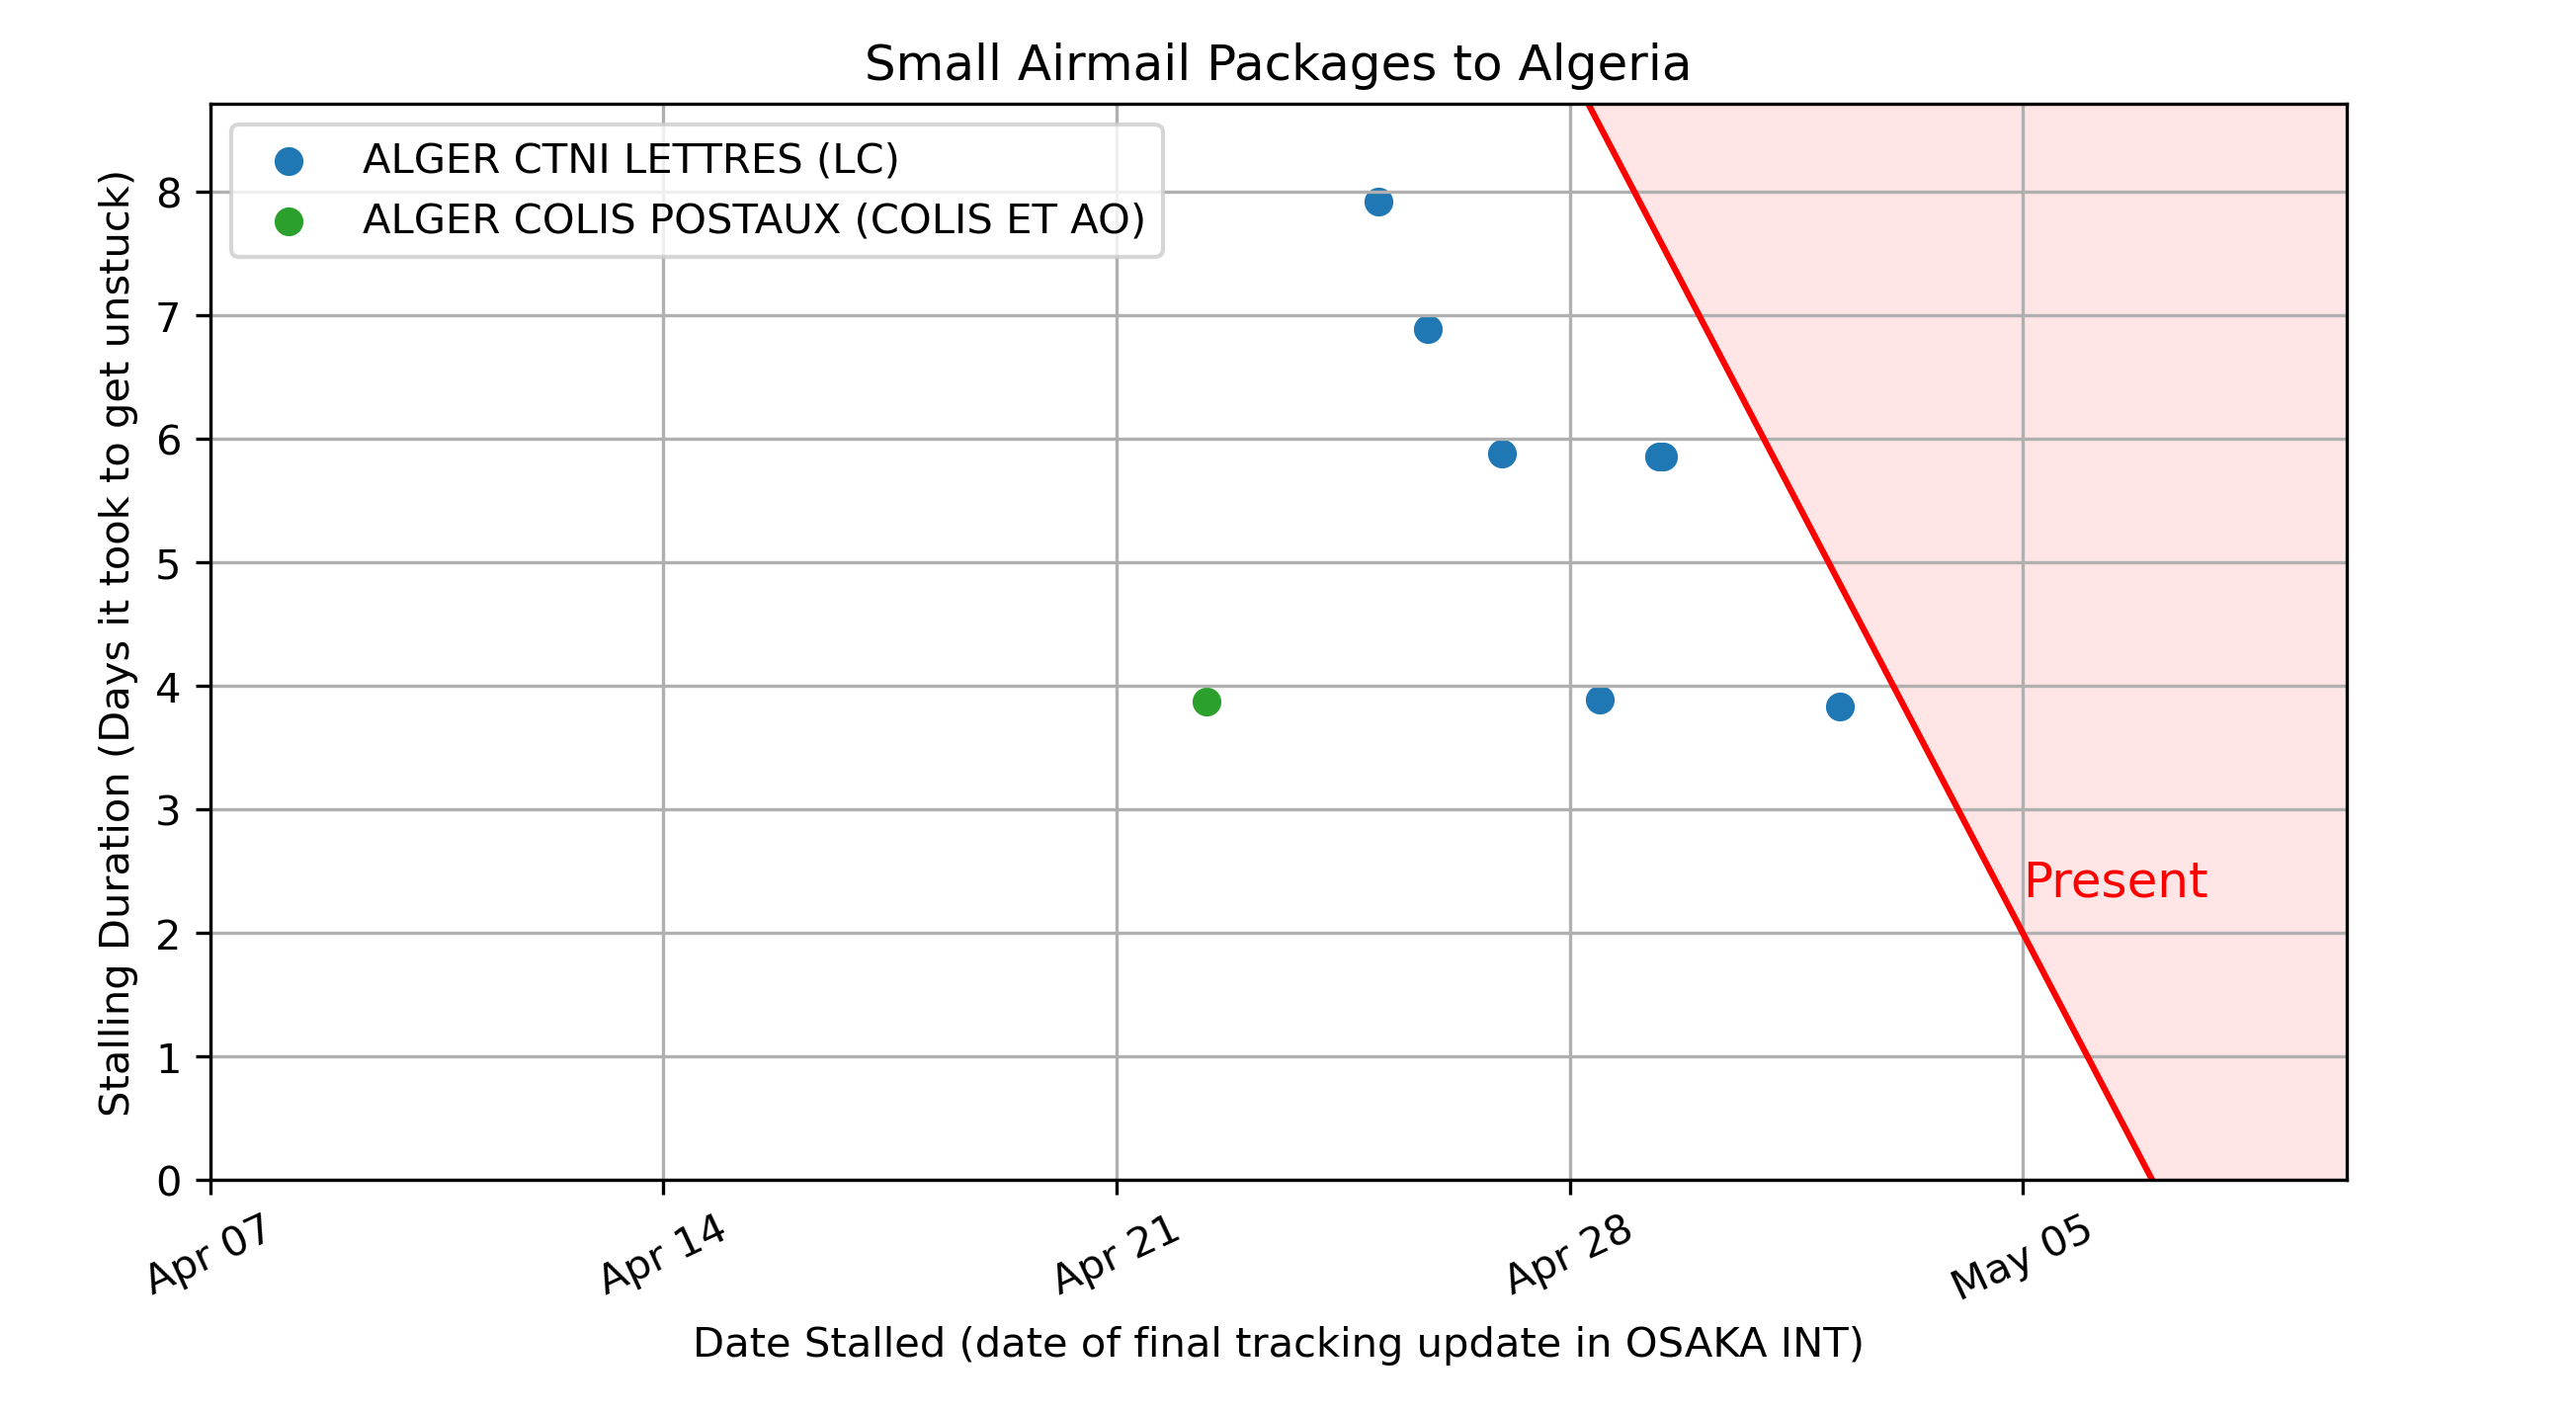 Small Airmail Packages to Algeria
ALGER CTNI LETTRES (LC)
ALGER COLIS POSTAUX (COLIS ET AO)
Stalling Duration (Days it took to get unstuck)
8
7
6
5
4
3
2
1
0
Present
Apr 07
Apr 14
Apr 21
Apr 28
May 05
Date Stalled (date of final tracking update in OSAKA INT)